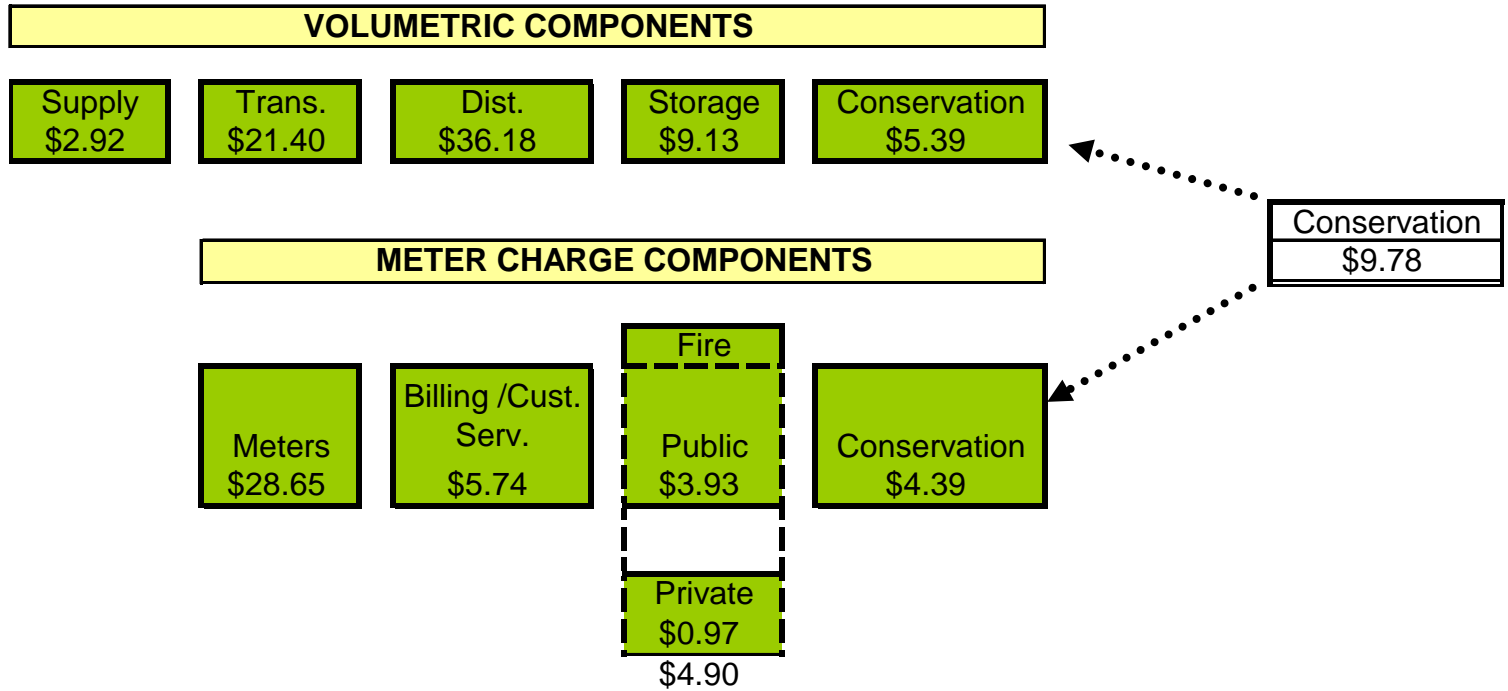 VOLUMETRIC COMPONENTS
Supply
$2.92
Trans.
$21.40
Dist.
$36.18
Storage
$9.13
Conservation
$5.39
Conservation
$9.78
METER CHARGE COMPONENTS
Meters
$28.65
Billing /Cust.
Serv.
$5.74
Fire
Public
$3.93
Conservation
$4.39
Private
$0.97
$4.90